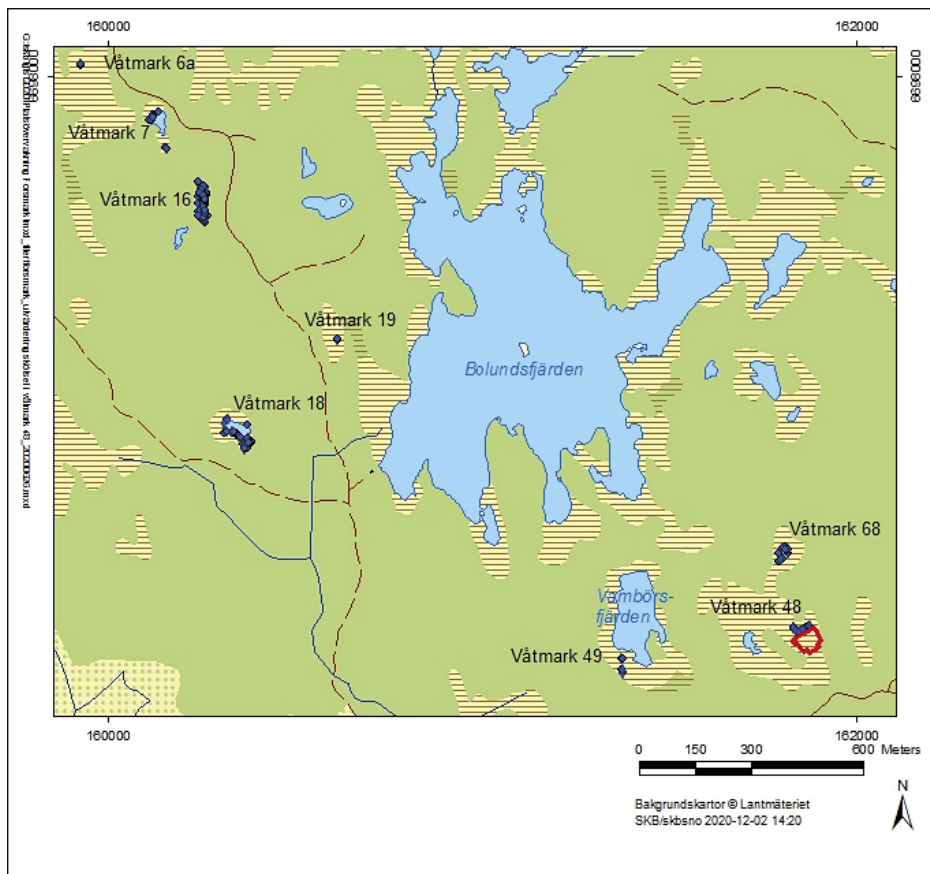 160000
162000
Våtmark 6a
Våtmark 7
Våtmark 16
Våtmark 19
Bolundsfjärden
Våtmark 18
Våtmark 68
Vambörs-
fjärden
Våtmark 48
Våtmark 49
160000
162000
0 150 300 600 Meters
N
Bakgrundskartor © Lantmäteriet
SKB/skbsno 2020-12-02 14:20